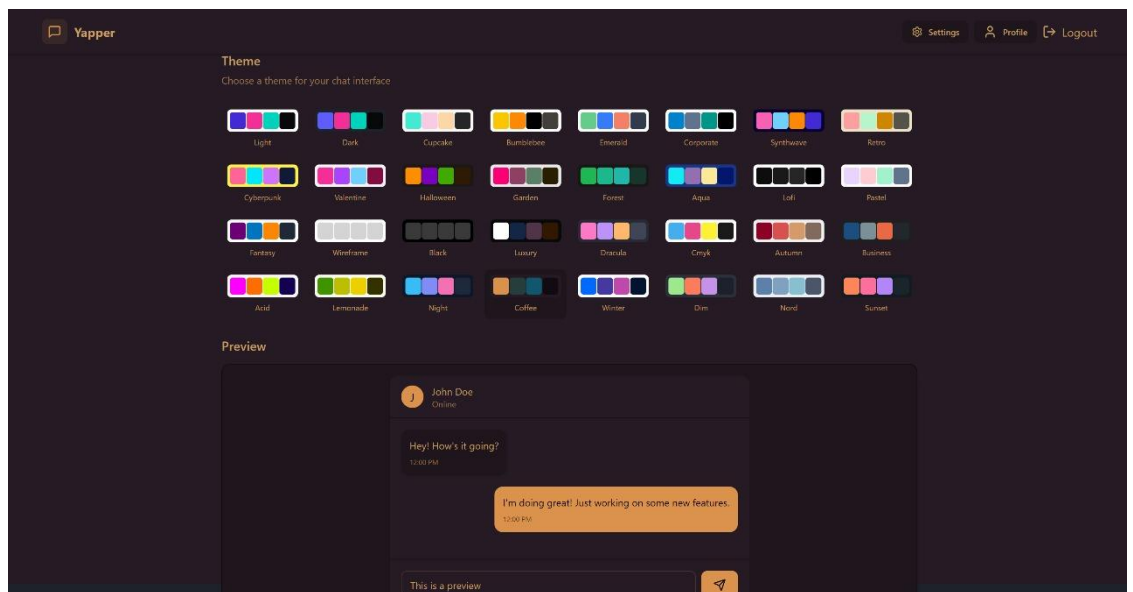 Yapper
Settings Profile Logout
Theme
Choose a theme for your chat interface
Light Dark Cupcake Bumblebee Emerald Corporate Synthwave Retro
Cyberpunk Valentine Halloween Garden Forest Aqua Lofi Pastel
Fantasy Wireframe Black Luxury Dracula Cmyk Autumn Business
Acid Lemonade Night Coffee Winter Dim Nord Sunset
Preview
J
John Doe
Online
Hey! How's it going?
12:00 PM
I'm doing great! Just working on some new features.
12:00 PM
This is a preview